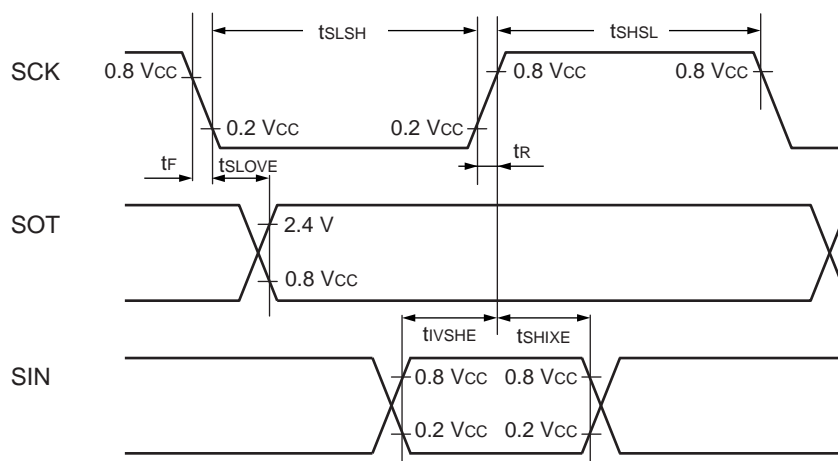 tSLSH tSHSL
SCK
0.8 VCC 0.8 VCC 0.8 VCC
0.2 VCC 0.2 VCC
tF tSLOVE tR
SOT
2.4 V
0.8 VCC
tIVSHE tSHIXE
SIN
0.8 VCC 0.8 VCC
0.2 VCC 0.2 VCC